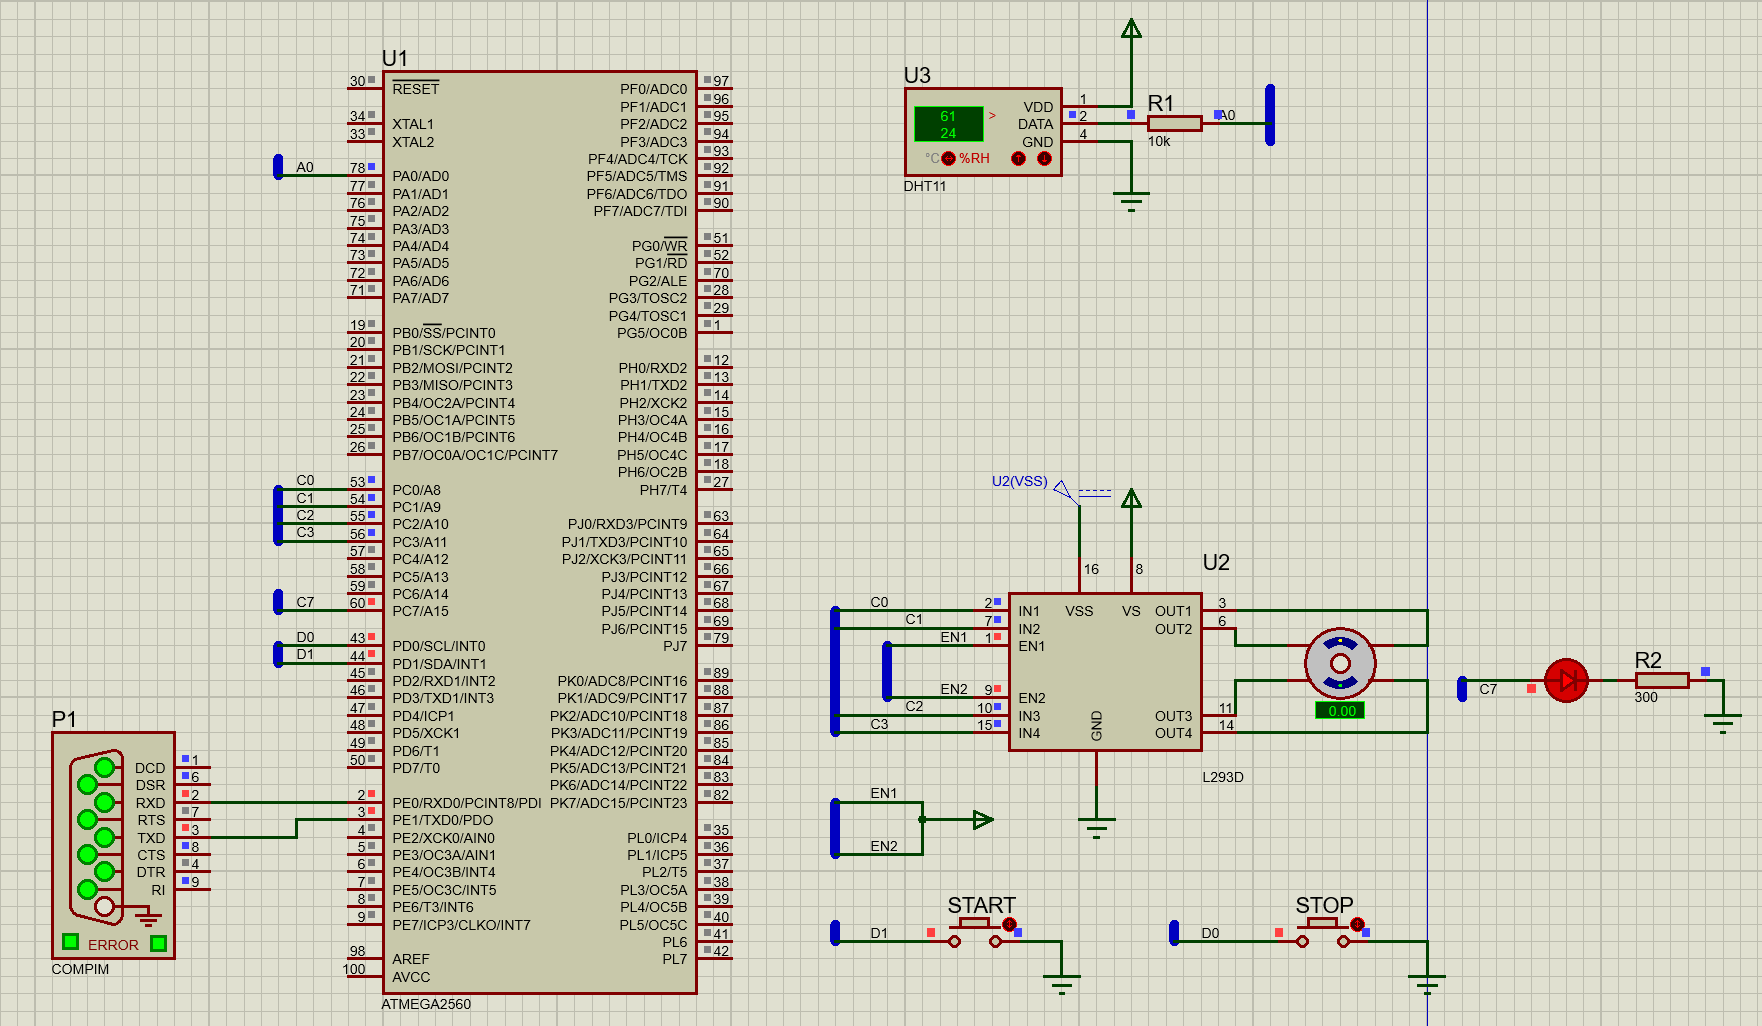 U1
30 RESET PF0/ADC0 97
PF1/ADC1 96
34 XTAL1 PF2/ADC2 95
33 XTAL2 PF3/ADC3 94
PF4/ADC4/TCK 93
A0 78 PA0/AD0 PF5/ADC5/TMS 92
77 PA1/AD1 PF6/ADC6/TDO 91
76 PA2/AD2 PF7/ADC7/TDI 90
75 PA3/AD3
74 PA4/AD4 PG0/WR 51
73 PA5/AD5 PG1/RD 52
72 PA6/AD6 PG2/ALE 70
71 PA7/AD7 PG3/TOSC2 28
PG4/TOSC1 29
19 PB0/SS/PCINT0 PG5/OC0B 1
20 PB1/SCK/PCINT1
21 PB2/MOSI/PCINT2 PH0/RXD2 12
22 PB3/MISO/PCINT3 PH1/TXD2 13
23 PB4/OC2A/PCINT4 PH2/XCK2 14
24 PB5/OC1A/PCINT5 PH3/OC4A 15
25 PB6/OC1B/PCINT6 PH4/OC4B 16
26 PB7/OC0A/OC1C/PCINT7 PH5/OC4C 17
PH6/OC2B 18
C0 53 PC0/A8 PH7/T4 27
C1 54 PC1/A9
C2 55 PC2/A10 PJ0/RXD3/PCINT9 63
C3 56 PC3/A11 PJ1/TXD3/PCINT10 64
57 PC4/A12 PJ2/XCK3/PCINT11 65
58 PC5/A13 PJ3/PCINT12 66
59 PC6/A14 PJ4/PCINT13 67
C7 60 PC7/A15 PJ5/PCINT14 68
PJ6/PCINT15 69
D0 43 PD0/SCL/INT0 PJ7 79
D1 44 PD1/SDA/INT1
45 PD2/RXD1/INT2 PK0/ADC8/PCINT16 89
46 PD3/TXD1/INT3 PK1/ADC9/PCINT17 88
47 PD4/ICP1 PK2/ADC10/PCINT18 87
48 PD5/XCK1 PK3/ADC11/PCINT19 86
49 PD6/T1 PK4/ADC12/PCINT20 85
50 PD7/T0 PK5/ADC13/PCINT21 84
PK6/ADC14/PCINT22 83
2 PE0/RXD0/PCINT8/PDI PK7/ADC15/PCINT23 82
3 PE1/TXD0/PDO
4 PE2/XCK0/AIN0 PL0/ICP4 35
5 PE3/OC3A/AIN1 PL1/ICP5 36
6 PE4/OC3B/INT4 PL2/T5 37
7 PE5/OC3C/INT5 PL3/OC5A 38
8 PE6/T3/INT6 PL4/OC5B 39
9 PE7/ICP3/CLKO/INT7 PL5/OC5C 40
PL6 41
98 AREF PL7 42
100 AVCC
ATMEGA2560
P1
DCD 1
DSR 6
RXD 2
RTS 7
TXD 3
CTS 8
DTR 4
RI 9
ERROR
COMPIM
U3
61
24
>
°C %RH
VDD 1
DATA 2
GND 4
DHT11
R1
10k
A0
U2(VSS)
16
8
U2
C0 2 IN1 VSS VS OUT1 3
C1 7 IN2 OUT2 6
EN1 1 EN1
EN2 9 EN2
C2 10 IN3 GND OUT3 11
C3 15 IN4 OUT4 14
L293D
0.00
C7
R2
300
EN1
EN2
START
D1
STOP
D0